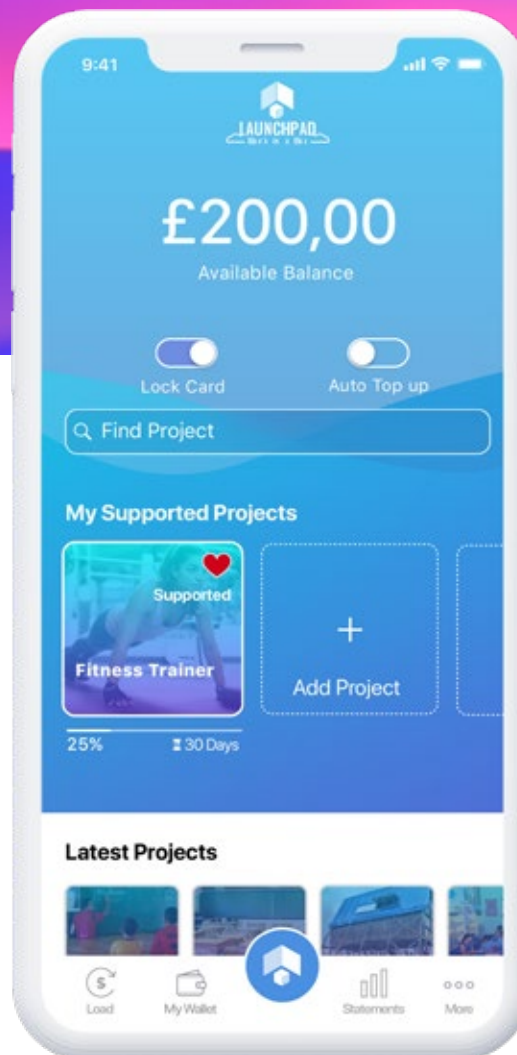 9:41
LAUNCHPAD
£200,00
Available Balance
Lock Card
Auto Top up
Find Project
My Supported Projects
Supported
Fitness Trainer
Add Project
25%
30 Days
Latest Projects
$
Load
My Wallet
Statements
More